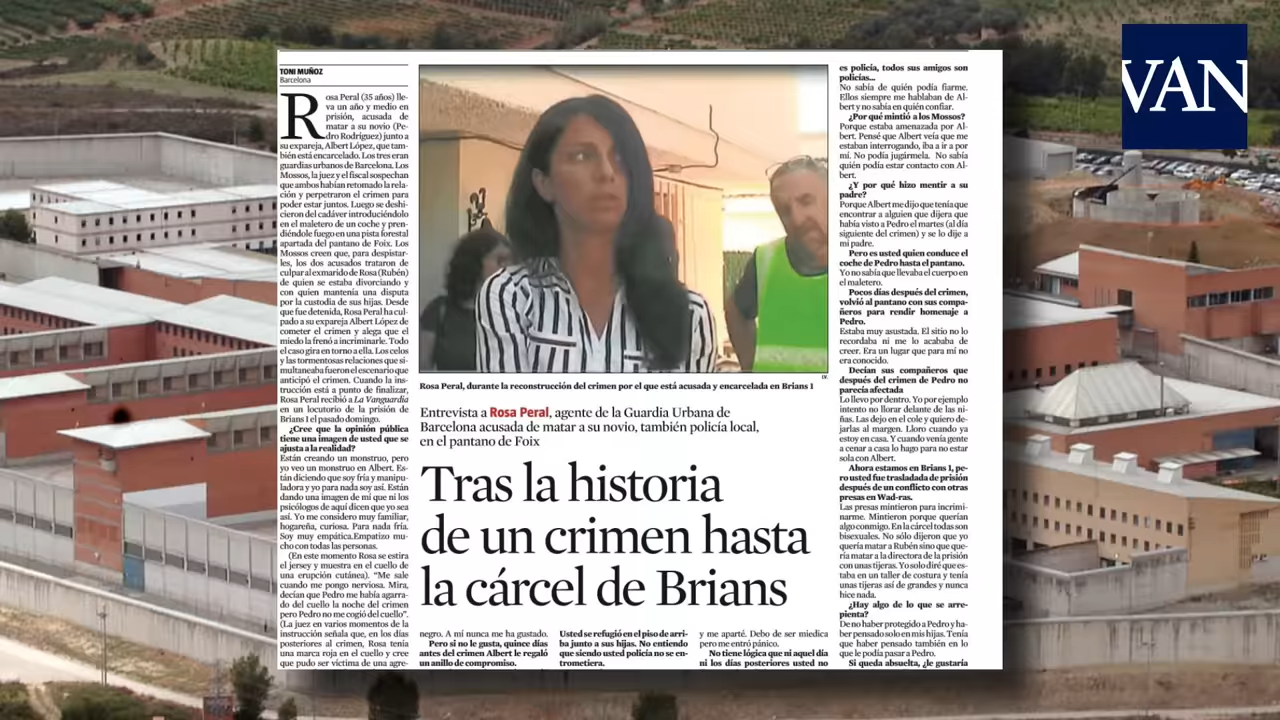 VAN
TONI MUÑOZ
Barcelona
Rosa Peral (35 años) lle-
va un año y medio en
prisión, acusada de
matar a su novio (Pe-
dro Rodríguez) junto a
su expareja, Albert López, que tam-
bién está encarcelado. Los tres eran
guardias urbanos de Barcelona. Los
Mossos, la juez y el fiscal sospechan
que ambos habían retomado la rela-
ción y perpetraron el crimen para
poder estar juntos. Luego se deshi-
cieron del cadáver introduciéndolo
en el maletero de un coche y pren-
diéndole fuego en una pista forestal
apartada del pantano de Foix. Los
Mossos creen que, para despistar-
les, los dos acusados trataron de
culpar al exmarido de Rosa (Rubén)
de quien se estaba divorciando y
con quien mantenía una disputa
por la custodia de sus hijas. Desde
que fue detenida, Rosa Peral ha cul-
pado a su expareja Albert López de
cometer el crimen y alega que el
miedo la frenó a incriminarle. Todo
el caso gira en torno a ella. Los celos
y las tormentosas relaciones que si-
multaneaba fueron el escenario que
anticipó el crimen. Cuando la ins-
trucción está a punto de finalizar,
Rosa Peral recibió a La Vanguardia
en un locutorio de la prisión de
Brians I el pasado domingo.
¿Cree que la opinión pública
tiene una imagen de usted que se
ajusta a la realidad?
Están creando un monstruo, pero
yo veo un monstruo en Albert. Es-
tán diciendo que soy fría y manipu-
ladora y yo para nada soy así. Están
dando una imagen de mí que ni los
psicólogos de aquí dicen que yo sea
así. Yo me considero muy familiar,
hogareña, curiosa. Para nada fría.
Soy muy empática.Empatizo mu-
cho con todas las personas.
(En este momento Rosa se estira
el jersey y muestra en el cuello de
una erupción cutánea). “Me sale
cuando me pongo nerviosa. Mira,
decían que Pedro me había agarra-
do del cuello la noche del crimen
pero Pedro no me cogió del cuello”.
(La juez en varios momentos de la
instrucción señala que, en los días
posteriores al crimen, Rosa tenía
una marca roja en el cuello y cree
que pudo ser víctima de una agre-
LV.
Rosa Peral, durante la reconstrucción del crimen por el que está acusada y encarcelada en Brians 1
Entrevista a Rosa Peral, agente de la Guardia Urbana de
Barcelona acusada de matar a su novio, también policía local,
en el pantano de Foix
Tras la historia
de un crimen hasta
la cárcel de Brians
negro. A mí nunca me ha gustado.
Pero si no le gusta, quince días
antes del crimen Albert le regaló
un anillo de compromiso.
Usted se refugió en el piso de arri-
ba junto a sus hijas. No entiendo
que siendo usted policía no se en-
trometiera.
y me aparté. Debo de ser miedica
pero me entró pánico.
No tiene lógica que ni aquel día
ni los días posteriores usted no
es policía, todos sus amigos son
policías...
No sabía de quién podía fiarme.
Ellos siempre me hablaban de Al-
bert y no sabía en quién confiar.
¿Por qué mintió a los Mossos?
Porque estaba amenazada por Al-
bert. Pensé que Albert veía que me
estaban interrogando, iba a ir a por
mí. No podía jugármela. No sabía
quién podía estar contacto con Al-
bert.
¿Y por qué hizo mentir a su
padre?
Porque Albert me dijo que tenía que
encontrar a alguien que dijera que
había visto a Pedro el martes (al día
siguiente del crimen) y se lo dije a
mi padre.
Pero es usted quien conduce el
coche de Pedro hasta el pantano.
Yo no sabía que llevaba el cuerpo en
el maletero.
Pocos días después del crimen,
volvió al pantano con sus compa-
ñeros para rendir homenaje a
Pedro.
Estaba muy asustada. El sitio no lo
recordaba ni me lo acababa de
creer. Era un lugar que para mí no
era conocido.
Decían sus compañeros que
después del crimen de Pedro no
parecía afectada
Lo llevo por dentro. Yo por ejemplo
intento no llorar delante de las ni-
ñas. Las dejo en el cole y quiero de-
jarlas al margen. Lloro cuando ya
estoy en casa. Y cuando venía gente
a cenar a casa lo hago para no estar
sola con Albert.
Ahora estamos en Brians 1, pe-
ro usted fue trasladada de prisión
después de un conflicto con otras
presas en Wad-ras.
Las presas mintieron para incrimi-
narme. Mintieron porque querían
algo conmigo. En la cárcel todas son
bisexuales. No sólo dijeron que yo
quería matar a Rubén sino que que-
ría matar a la directora de la prisión
con unas tijeras. Yo solo diré que es-
taba en un taller de costura y tenía
unas tijeras así de grandes y nunca
hice nada.
¿Hay algo de lo que se arre-
pienta?
De no haber protegido a Pedro y ha-
ber pensado solo en mis hijas. Tenía
que haber pensado también en lo
que le podía pasar a Pedro.
Si queda absuelta, ¿le gustaría